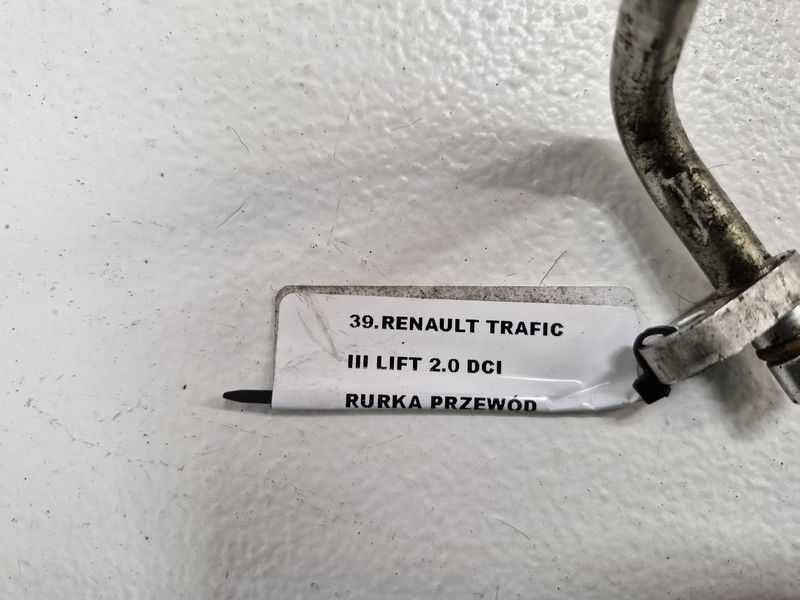 39.RENAULT TRAFIC
III LIFT 2.0 DCI
RURKA PRZEWÓD